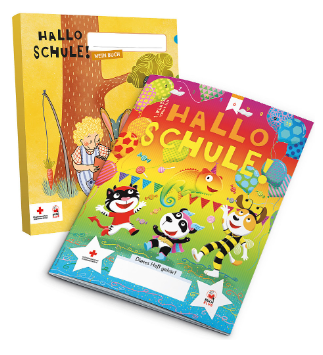 HALLO
SCHULE!
MEIN BUCH
HALLO
SCHULE!
Dieses Heft gehört